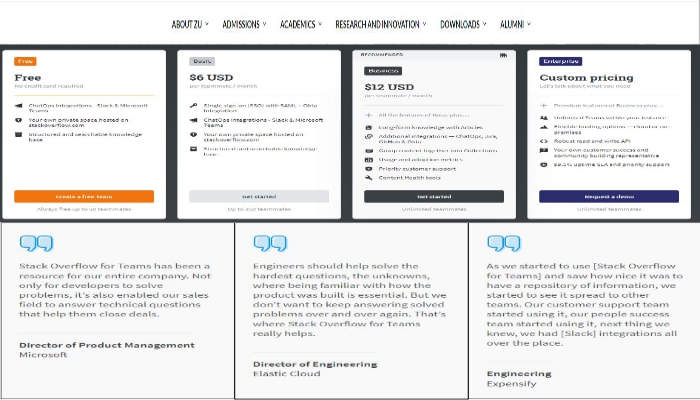 ABOUT ZU ADMISSIONS ACADEMICS RESEARCH AND INNOVATION DOWNLOADS ALUMNI
Free
Free
No credit card required
ChatOps Integrations - Slack & Microsoft
Teams
Your own private space hosted on
stackoverflow.com
Structured and searchable knowledge
base
Create a free team
Always free up to 50 teammates
Basic
$6 USD
per teammate / month
Single sign-on (SSO) with SAML - Okta
Integration
ChatOps Integrations - Slack & Microsoft
Teams
Your own private space hosted on
stackoverflow.com
Structured and searchable knowledge
base
Get started
Up to 250 teammates
RECOMMENDED
Business
$12 USD
per teammate / month
All the features of Basic, plus...
Long-form knowledge with Articles
Additional integrations — ChatOps, Jira,
GitHub & Data
Group content together into Collections
Usage and adoption metrics
Priority customer support
Content Health tools
Get started
Unlimited teammates
Enterprise
Custom pricing
Let's talk about what you need
Premium features of Business plus...
Unlimited Teams within your instance
Flexible hosting options — cloud or on-
premises
Robust read and write API
Your own customer success and
community building representative
99.5% uptime SLA and priority support
Request a demo
Unlimited teammates
Stack Overflow for Teams has been a
resource for our entire company. Not
only for developers to solve
problems, it's also enabled our sales
field to answer technical questions
that help them close deals.
Director of Product Management
Microsoft
Engineers should help solve the
hardest questions, the unknowns,
where being familiar with how the
product was built is essential. But we
don't want to keep answering solved
problems over and over again. That's
where Stack Overflow for Teams
really helps.
Director of Engineering
Elastic Cloud
As we started to use [Stack Overflow
for Teams] and saw how nice it was to
have a repository of information, we
started to see it spread to other
teams. Our customer support team
started using it, our people success
team started using it, next thing we
knew, we had [Slack] integrations all
over the place.
Engineering
Expensify